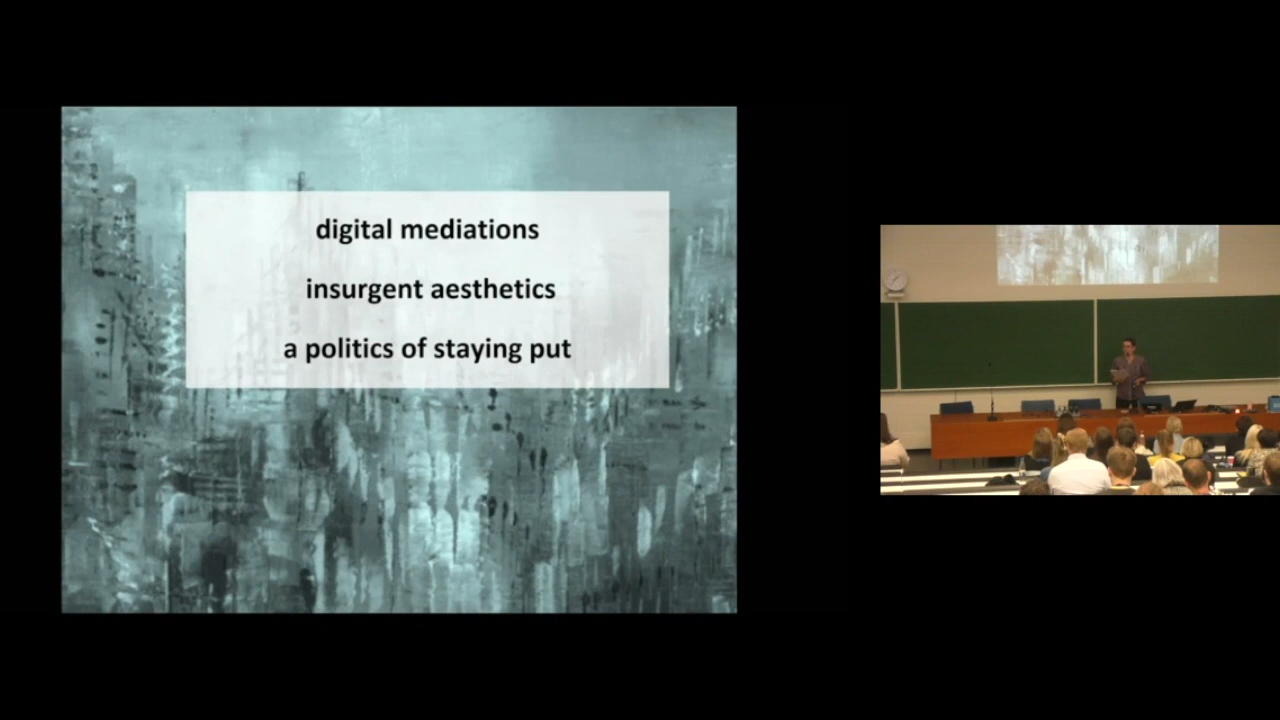 digital mediations
insurgent aesthetics
a politics of staying put